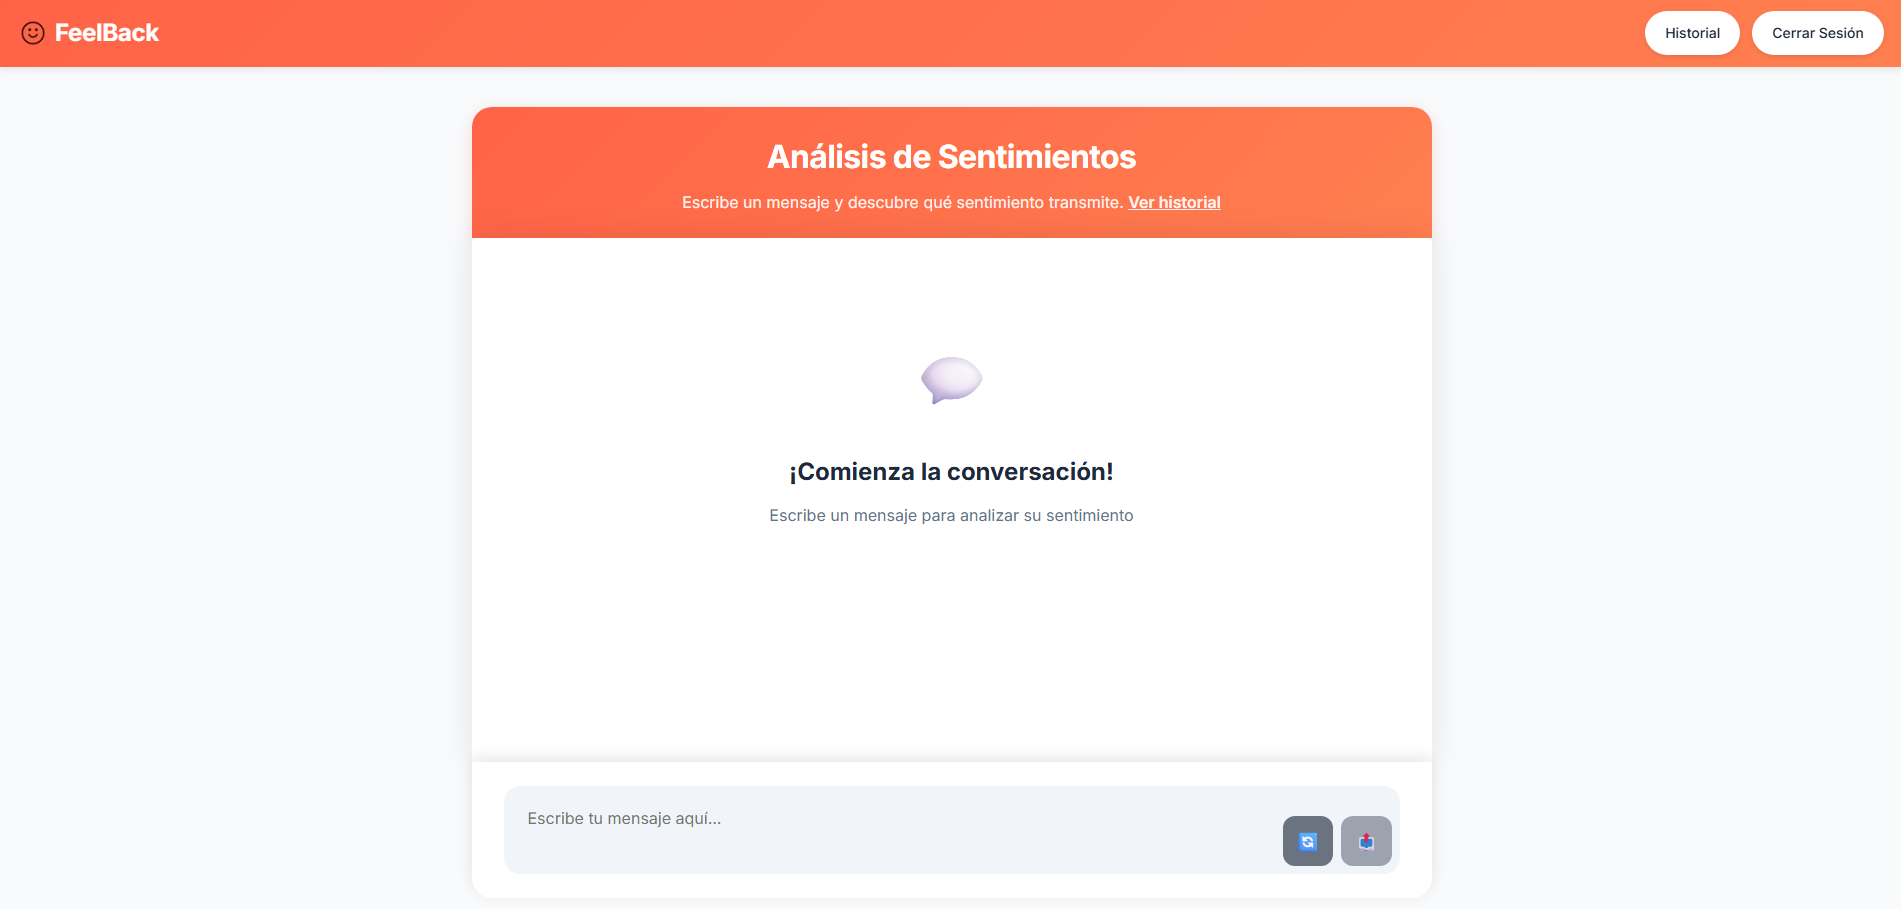 FeelBack
Historial
Cerrar Sesión
Análisis de Sentimientos
Escribe un mensaje y descubre qué sentimiento transmite. Ver historial
¡Comienza la conversación!
Escribe un mensaje para analizar su sentimiento
Escribe tu mensaje aquí...